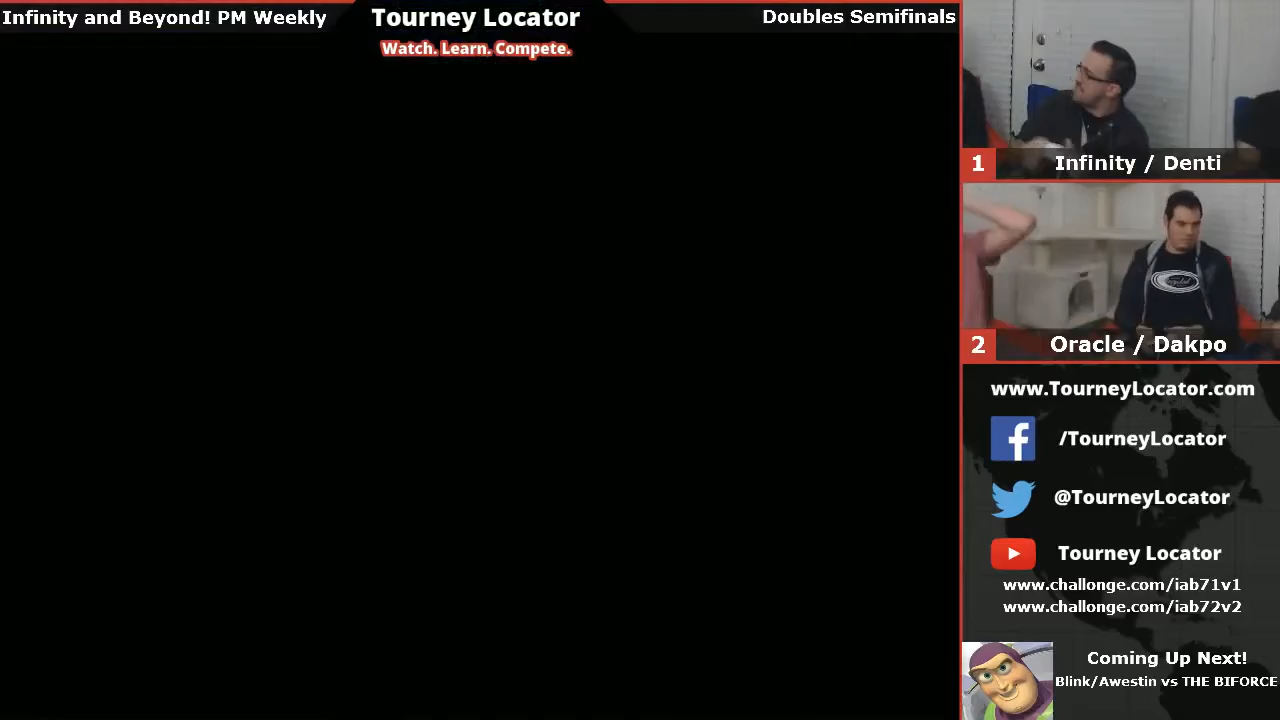 Infinity and Beyond! PM Weekly
Tourney Locator
Watch. Learn. Compete.
Doubles Semifinals
1
Infinity / Denti
2
Oracle / Dakpo
www.TourneyLocator.com
/TourneyLocator
@TourneyLocator
Tourney Locator
www.challonge.com/iab71v1
www.challonge.com/iab72v2
Coming Up Next!
Blink/Awestin vs THE BIFORCE